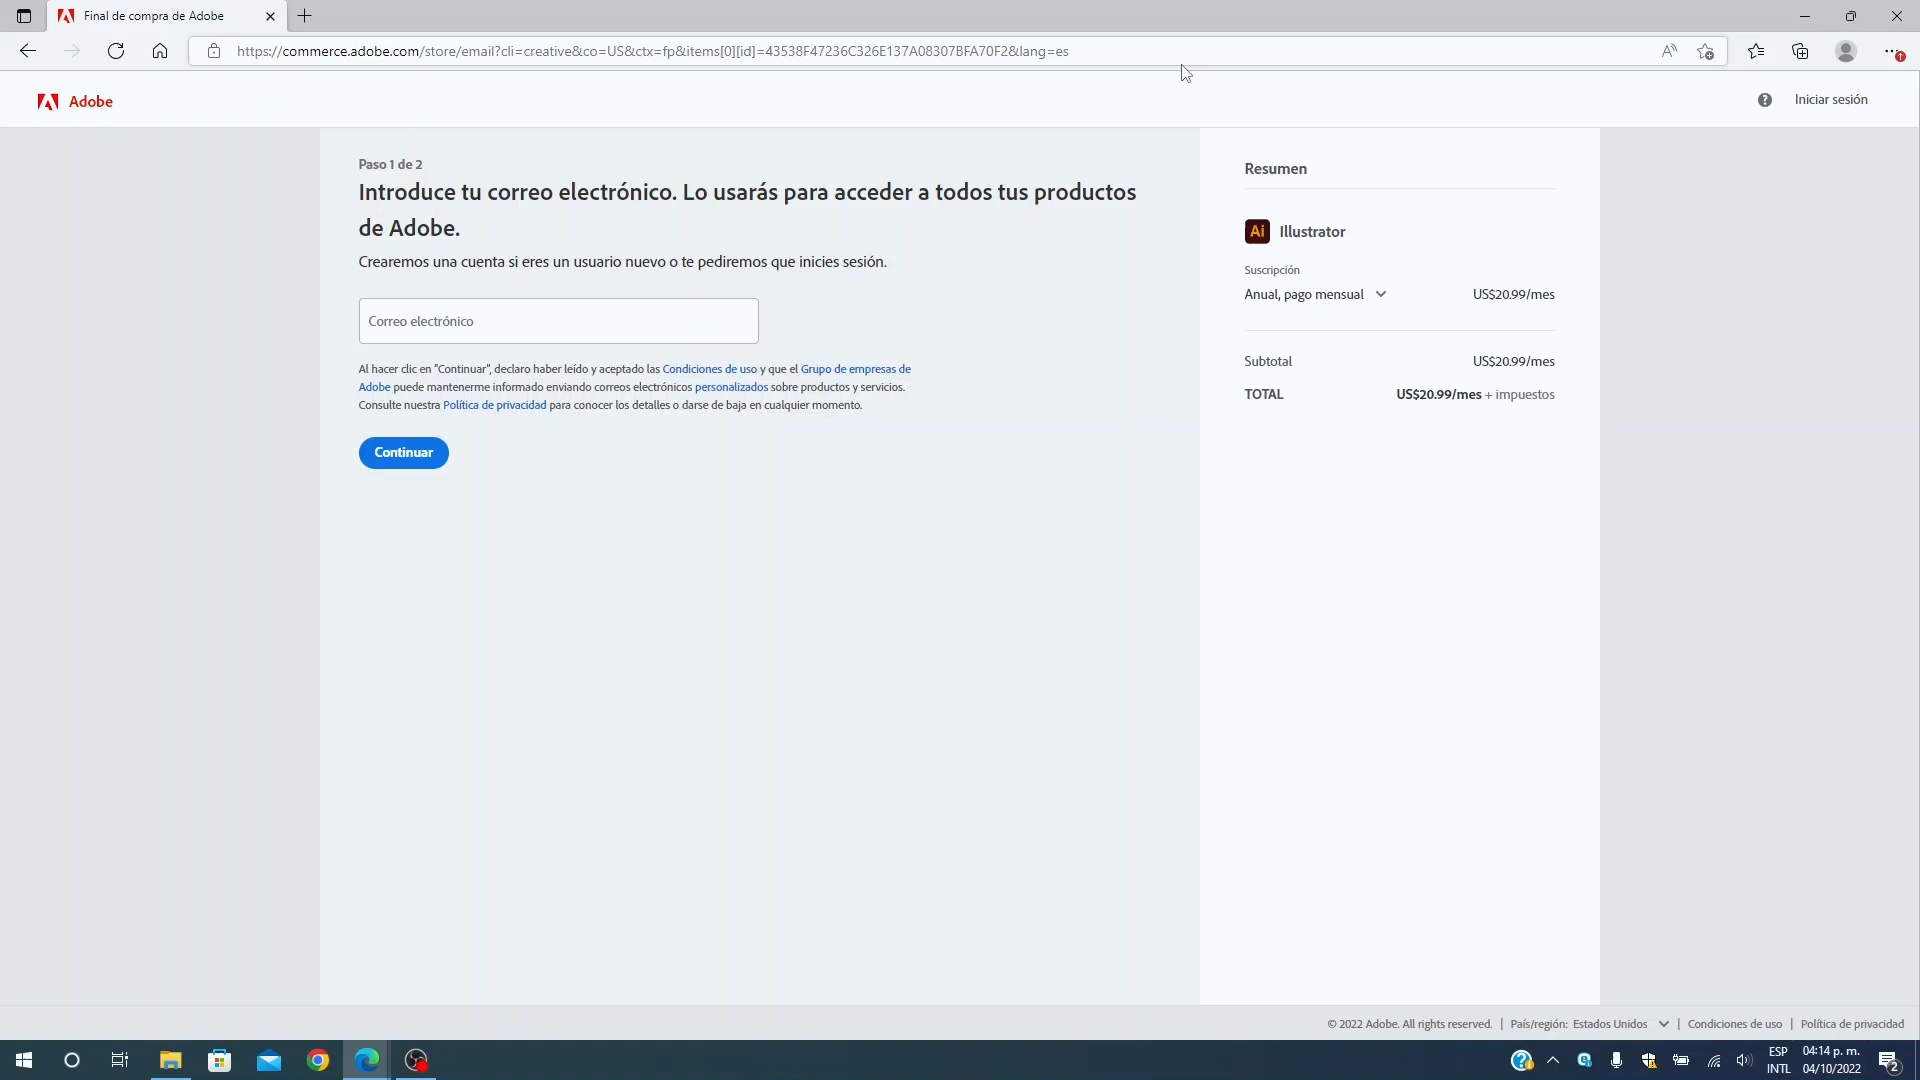 Final de compra de Adobe
https://commerce.adobe.com/store/email?cli=creative&co=US&ctx=fp&items[0][id]=43538F47236C326E137A08307BFA70F2&lang=es
Adobe
Iniciar sesión
Paso 1 de 2
Introduce tu correo electrónico. Lo usarás para acceder a todos tus productos
de Adobe.
Crearemos una cuenta si eres un usuario nuevo o te pediremos que inicies sesión.
Correo electrónico
Al hacer clic en "Continuar", declaro haber leído y aceptado las Condiciones de uso y que el Grupo de empresas de
Adobe puede mantenerme informado enviando correos electrónicos personalizados sobre productos y servicios.
Consulte nuestra Política de privacidad para conocer los detalles o darse de baja en cualquier momento.
Continuar
Resumen
Ai Illustrator
Suscripción
Anual, pago mensual US$20.99/mes
Subtotal US$20.99/mes
TOTAL US$20.99/mes + impuestos
© 2022 Adobe. All rights reserved. | País/región: Estados Unidos | Condiciones de uso | Política de privacidad
ESP
INTL
04:14 p. m.
04/10/2022
2